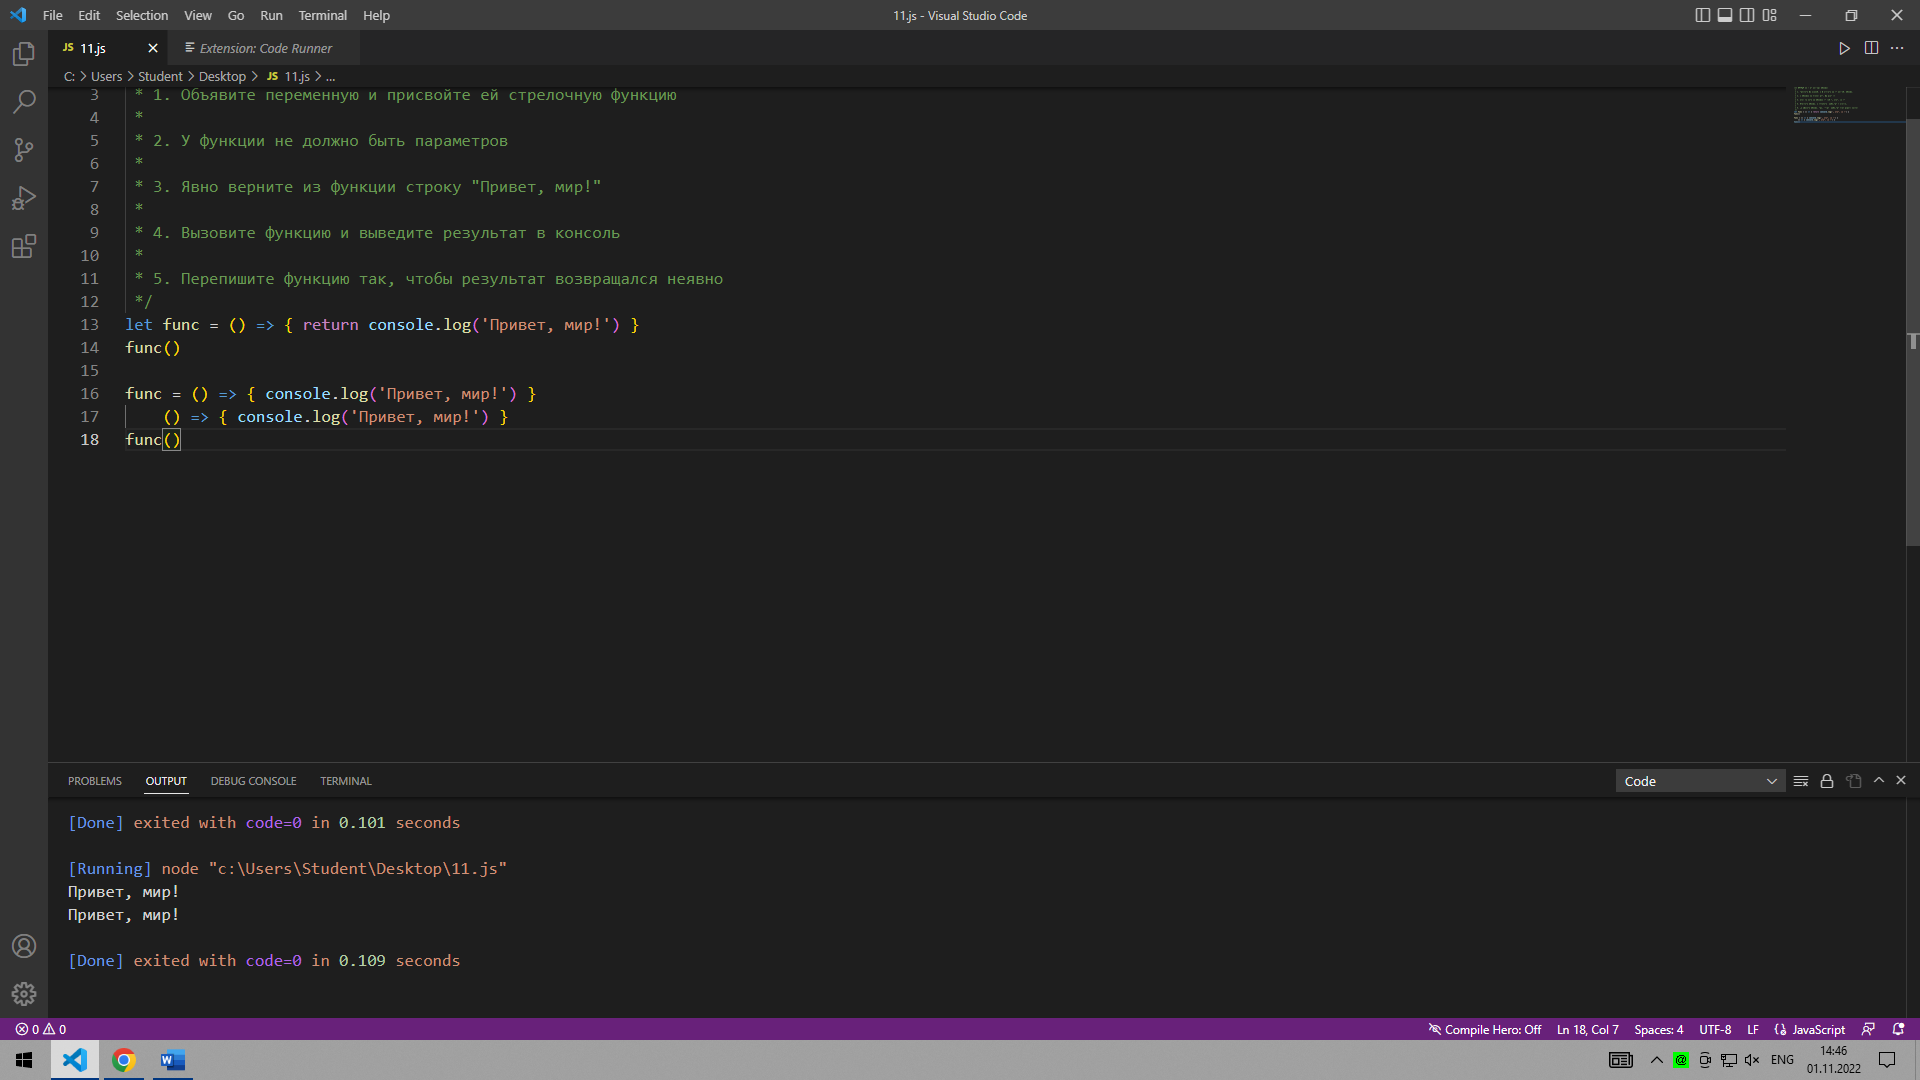 File Edit Selection View Go Run Terminal Help
11.js - Visual Studio Code
JS 11.js
Extension: Code Runner
C: > Users > Student > Desktop > JS 11.js > ...
3 * 1. Объявите переменную и присвойте ей стрелочную функцию
4 *
5 * 2. У функции не должно быть параметров
6 *
7 * 3. Явно верните из функции строку "Привет, мир!"
8 *
9 * 4. Вызовите функцию и выведите результат в консоль
10 *
11 * 5. Перепишите функцию так, чтобы результат возвращался неявно
12 */
13 let func = () => { return console.log('Привет, мир!') }
14 func()
15
16 func = () => { console.log('Привет, мир!') }
17 () => { console.log('Привет, мир!') }
18 func()
PROBLEMS OUTPUT DEBUG CONSOLE TERMINAL
Code
[Done] exited with code=0 in 0.101 seconds
[Running] node "c:\Users\Student\Desktop\11.js"
Привет, мир!
Привет, мир!
[Done] exited with code=0 in 0.109 seconds
0 0
Compile Hero: Off Ln 18, Col 7 Spaces: 4 UTF-8 LF JavaScript
ENG
14:46
01.11.2022